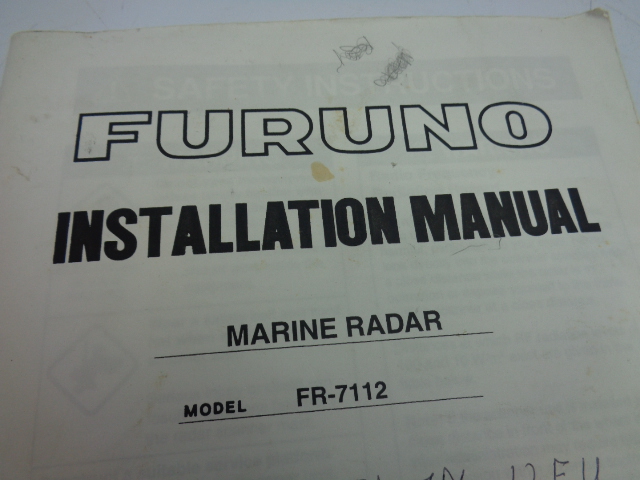 SAFETY INSTRUCTIONS
FURUNO
INSTALLATION MANUAL
MARINE RADAR
MODEL FR-7112